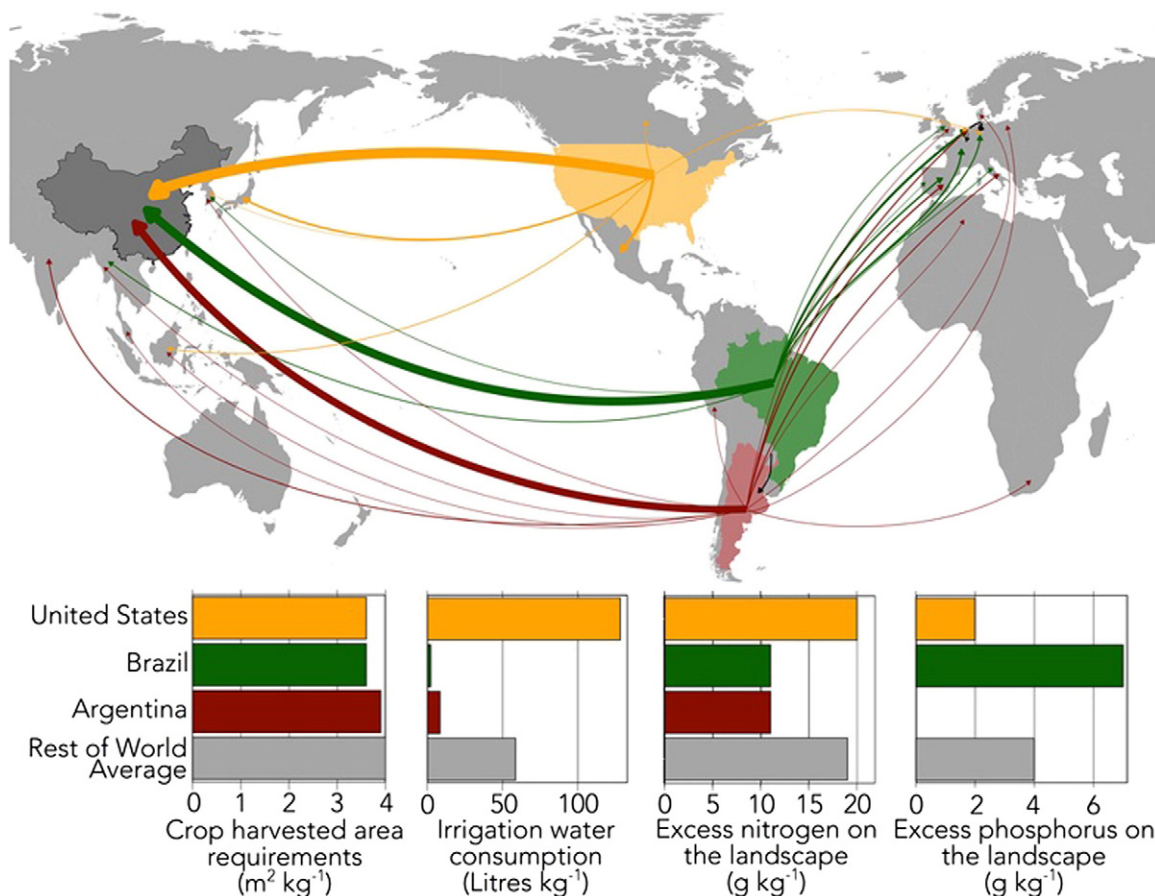 United States
Brazil
Argentina
Rest of World
Average
0 1 2 3 4
Crop harvested area
requirements
(m² kg⁻¹)
0 50 100
Irrigation water
consumption
(Litres kg⁻¹)
0 5 10 15 20
Excess nitrogen on
the landscape
(g kg⁻¹)
0 2 4 6
Excess phosphorus on
the landscape
(g kg⁻¹)